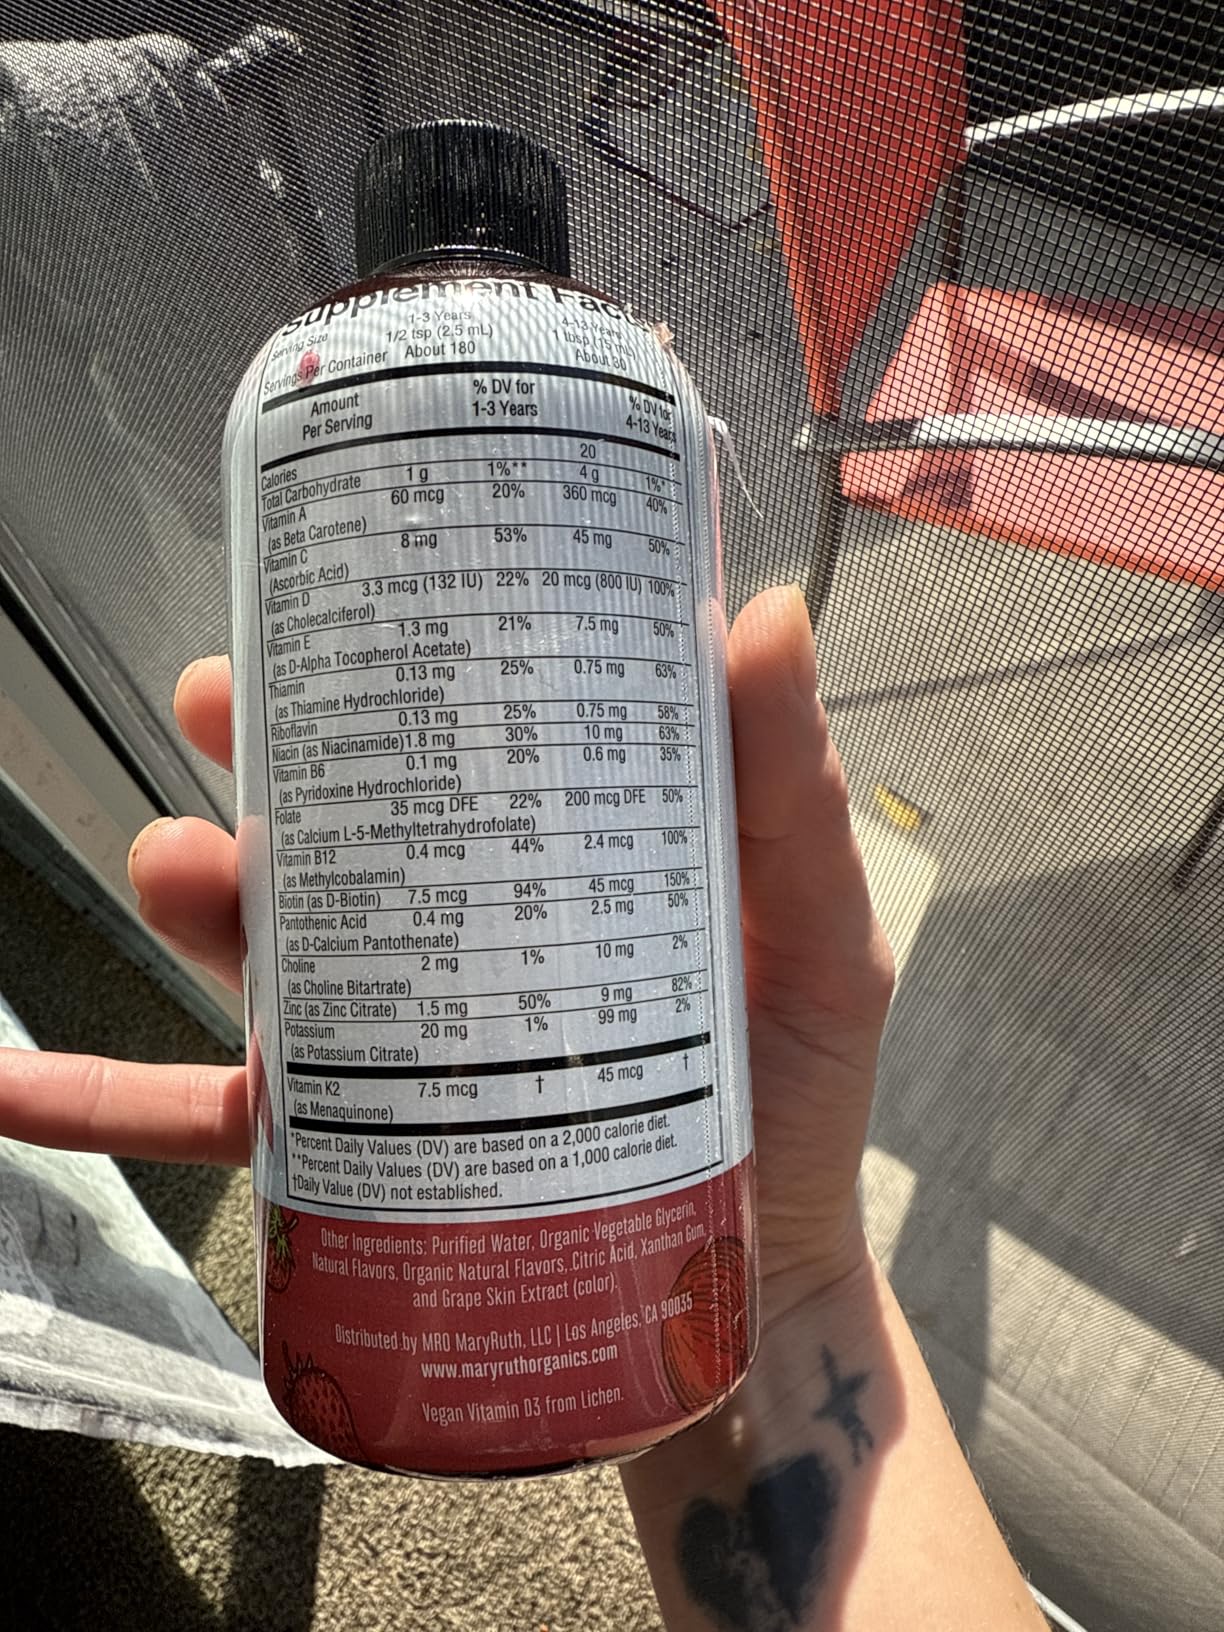 Supplement Fact
1-3 Years 4-13 Years
Serving Size 1/2 tsp (2.5 mL) 1 tbsp (15 mL)
Servings Per Container About 180 About 30
Amount Per Serving % DV for 1-3 Years % DV for 4-13 Years
Calories 20
Total Carbohydrate 1 g 1%** 4 g 1%*
Vitamin A 60 mcg 20% 360 mcg 40%
(as Beta Carotene)
Vitamin C 8 mg 53% 45 mg 50%
(Ascorbic Acid)
Vitamin D 3.3 mcg (132 IU) 22% 20 mcg (800 IU) 100%
(as Cholecalciferol)
Vitamin E 1.3 mg 21% 7.5 mg 50%
(as D-Alpha Tocopherol Acetate)
Thiamin 0.13 mg 25% 0.75 mg 63%
(as Thiamine Hydrochloride)
Riboflavin 0.13 mg 25% 0.75 mg 58%
Niacin (as Niacinamide) 1.8 mg 30% 10 mg 63%
Vitamin B6 0.1 mg 20% 0.6 mg 35%
(as Pyridoxine Hydrochloride)
Folate 35 mcg DFE 22% 200 mcg DFE 50%
(as Calcium L-5-Methyltetrahydrofolate)
Vitamin B12 0.4 mcg 44% 2.4 mcg 100%
(as Methylcobalamin)
Biotin (as D-Biotin) 7.5 mcg 94% 45 mcg 150%
Pantothenic Acid 0.4 mg 20% 2.5 mg 50%
(as D-Calcium Pantothenate)
Choline 2 mg 1% 10 mg 2%
(as Choline Bitartrate)
Zinc (as Zinc Citrate) 1.5 mg 50% 9 mg 82%
Potassium 20 mg 1% 99 mg 2%
(as Potassium Citrate)
Vitamin K2 7.5 mcg † 45 mcg †
(as Menaquinone)
*Percent Daily Values (DV) are based on a 2,000 calorie diet.
**Percent Daily Values (DV) are based on a 1,000 calorie diet.
†Daily Value (DV) not established.
Other Ingredients: Purified Water, Organic Vegetable Glycerin,
Natural Flavors, Organic Natural Flavors, Citric Acid, Xanthan Gum,
and Grape Skin Extract (color).
Distributed by MRO MaryRuth, LLC | Los Angeles, CA 90035
www.maryruthorganics.com
Vegan Vitamin D3 from Lichen.